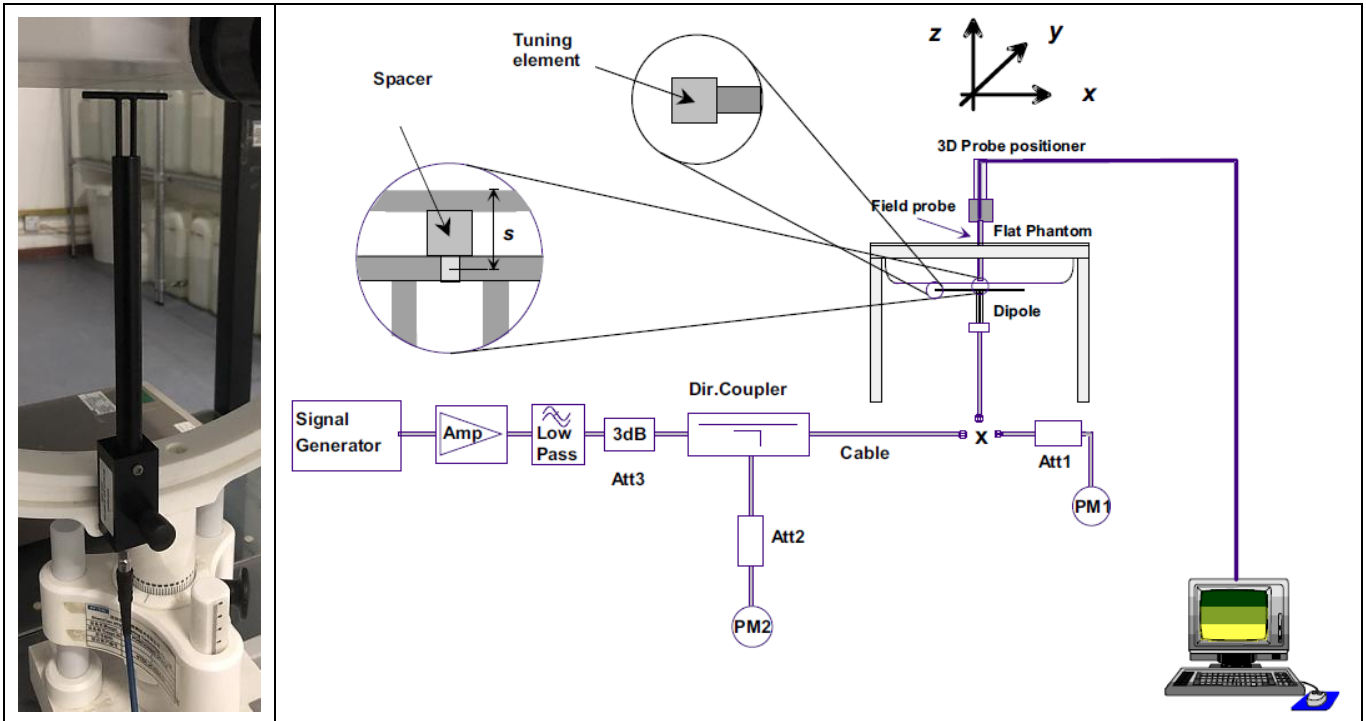 Tuning
element
Spacer
s
z
y
x
3D Probe positioner
Field probe
Flat Phantom
Dipole
Dir.Coupler
Signal
Generator
Amp
Low
Pass
3dB
Att3
Cable
x
Att1
PM1
Att2
PM2